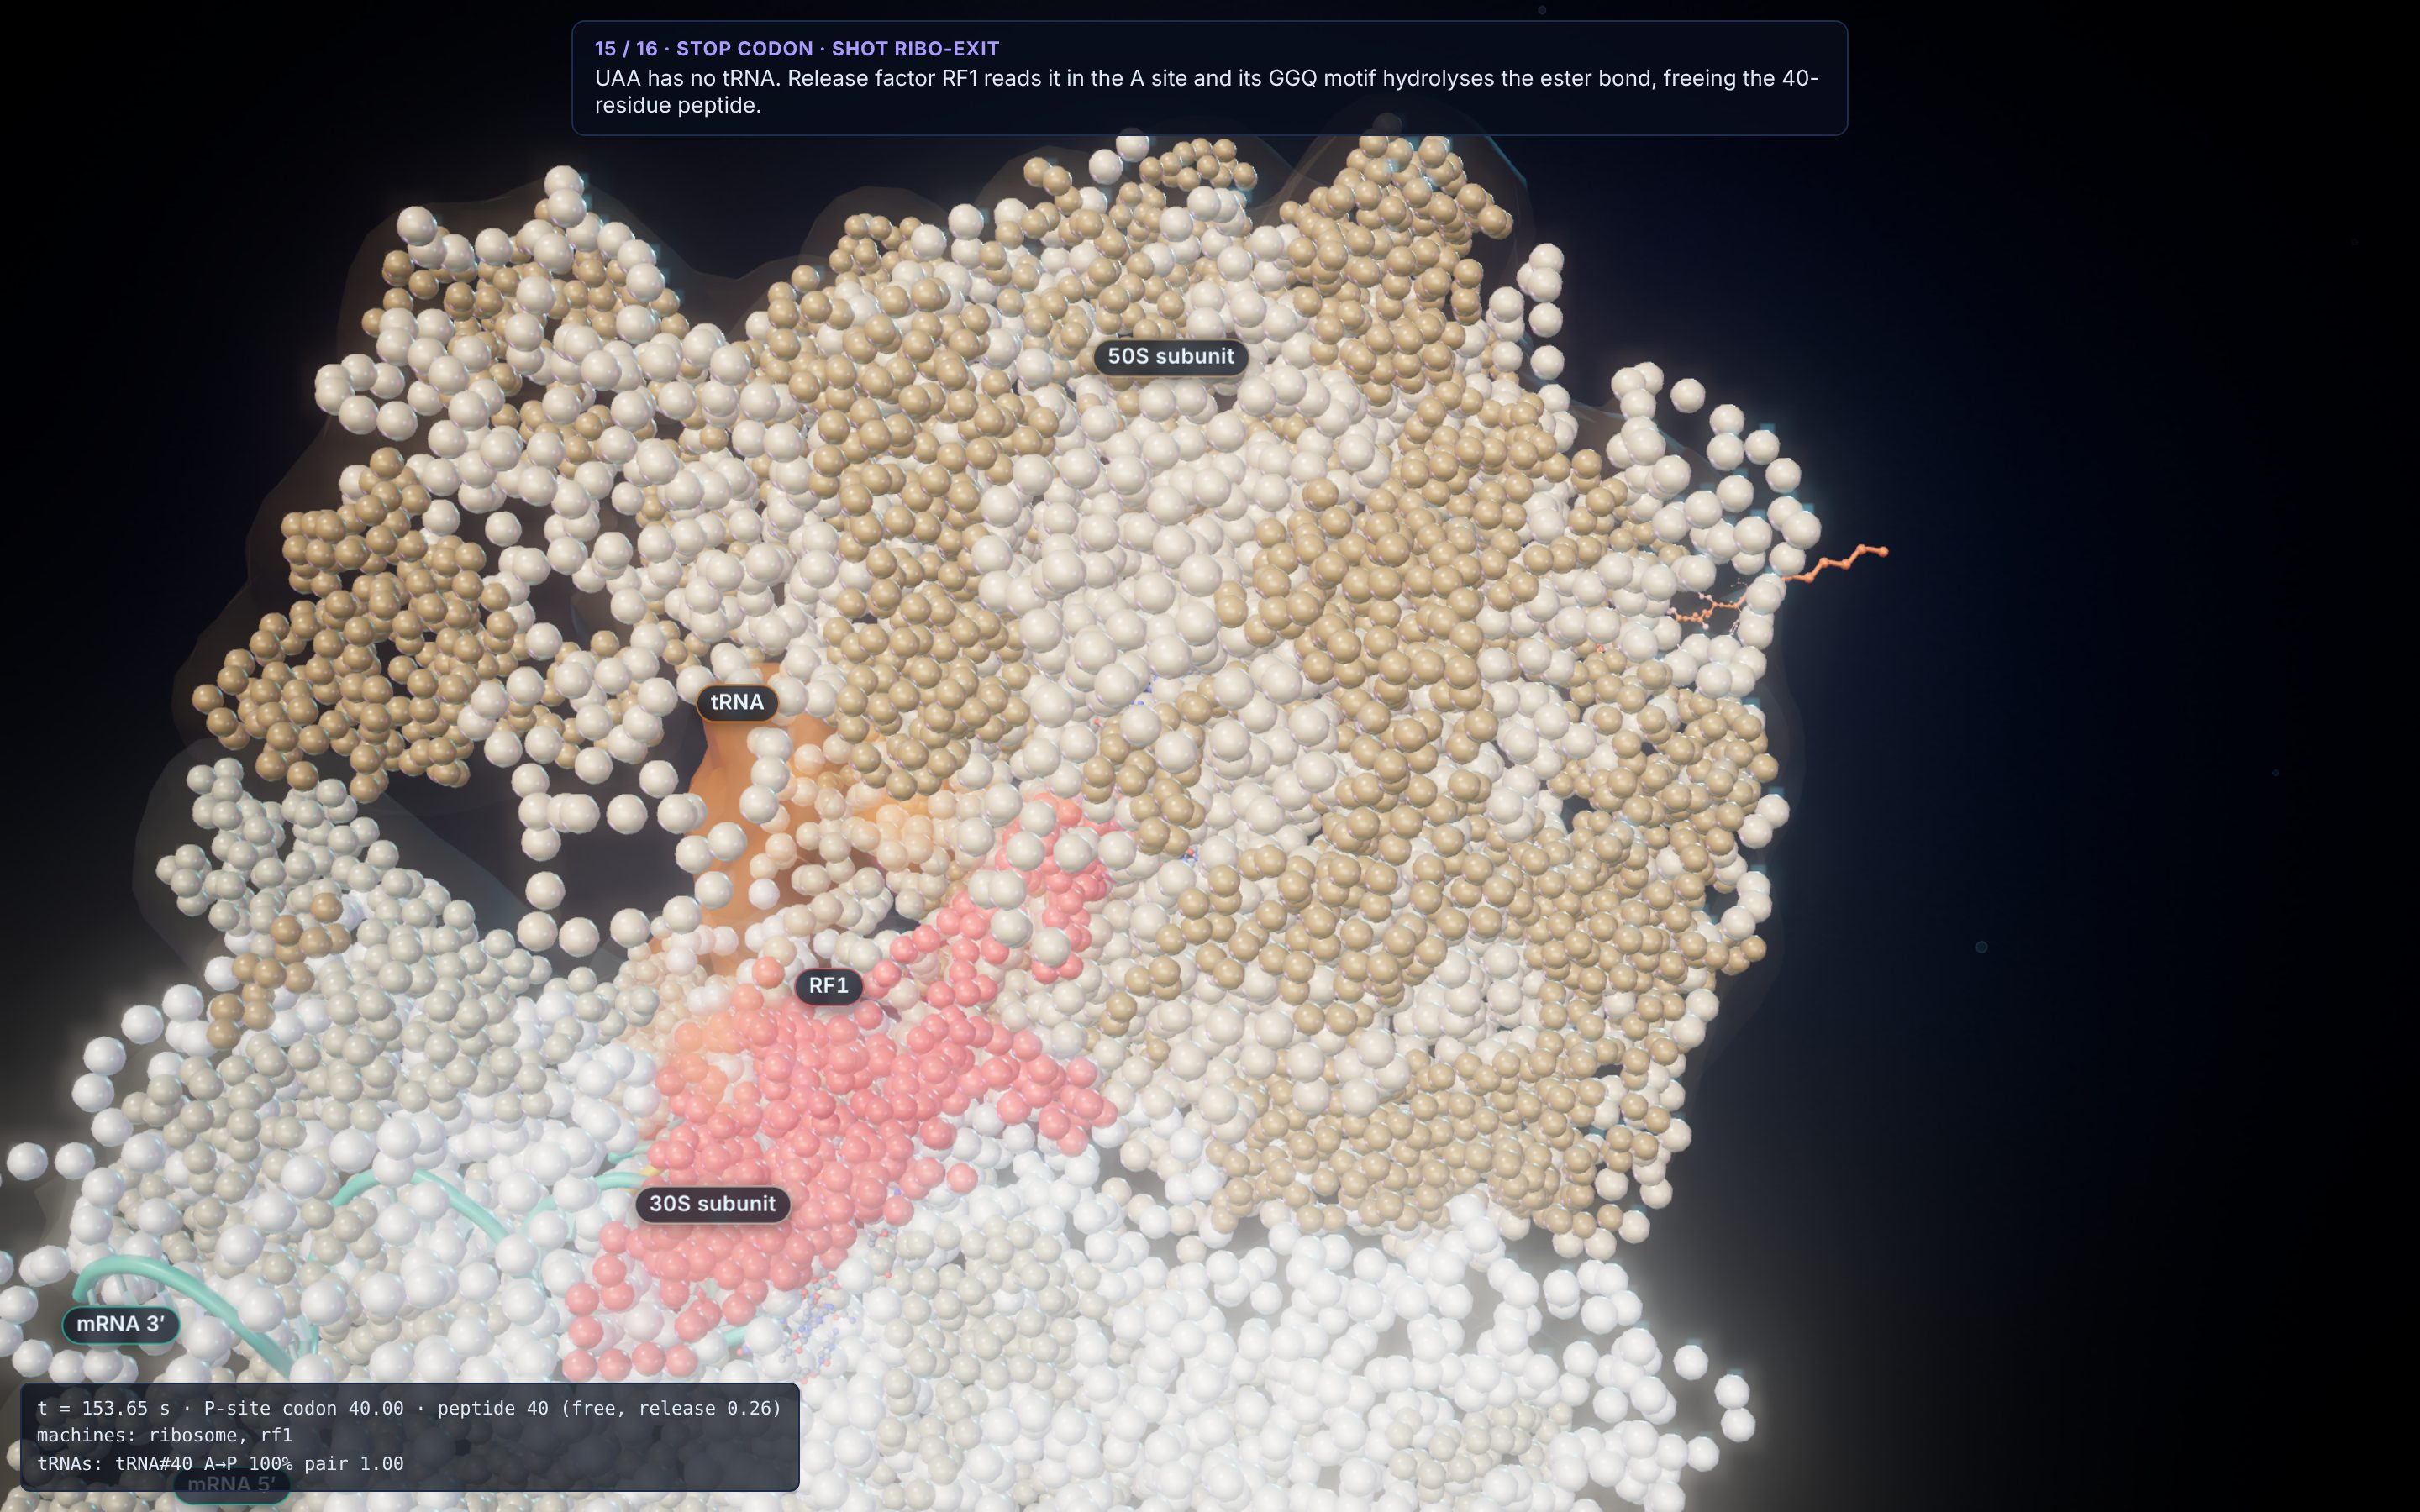 15 / 16 · STOP CODON · SHOT RIBO-EXIT
UAA has no tRNA. Release factor RF1 reads it in the A site and its GGQ motif hydrolyses the ester bond, freeing the 40-
residue peptide.
50S subunit
tRNA
RF1
30S subunit
mRNA 3′
t = 153.65 s · P-site codon 40.00 · peptide 40 (free, release 0.26)
machines: ribosome, rf1
tRNAs: tRNA#40 A→P 100% pair 1.00
mRNA 5′